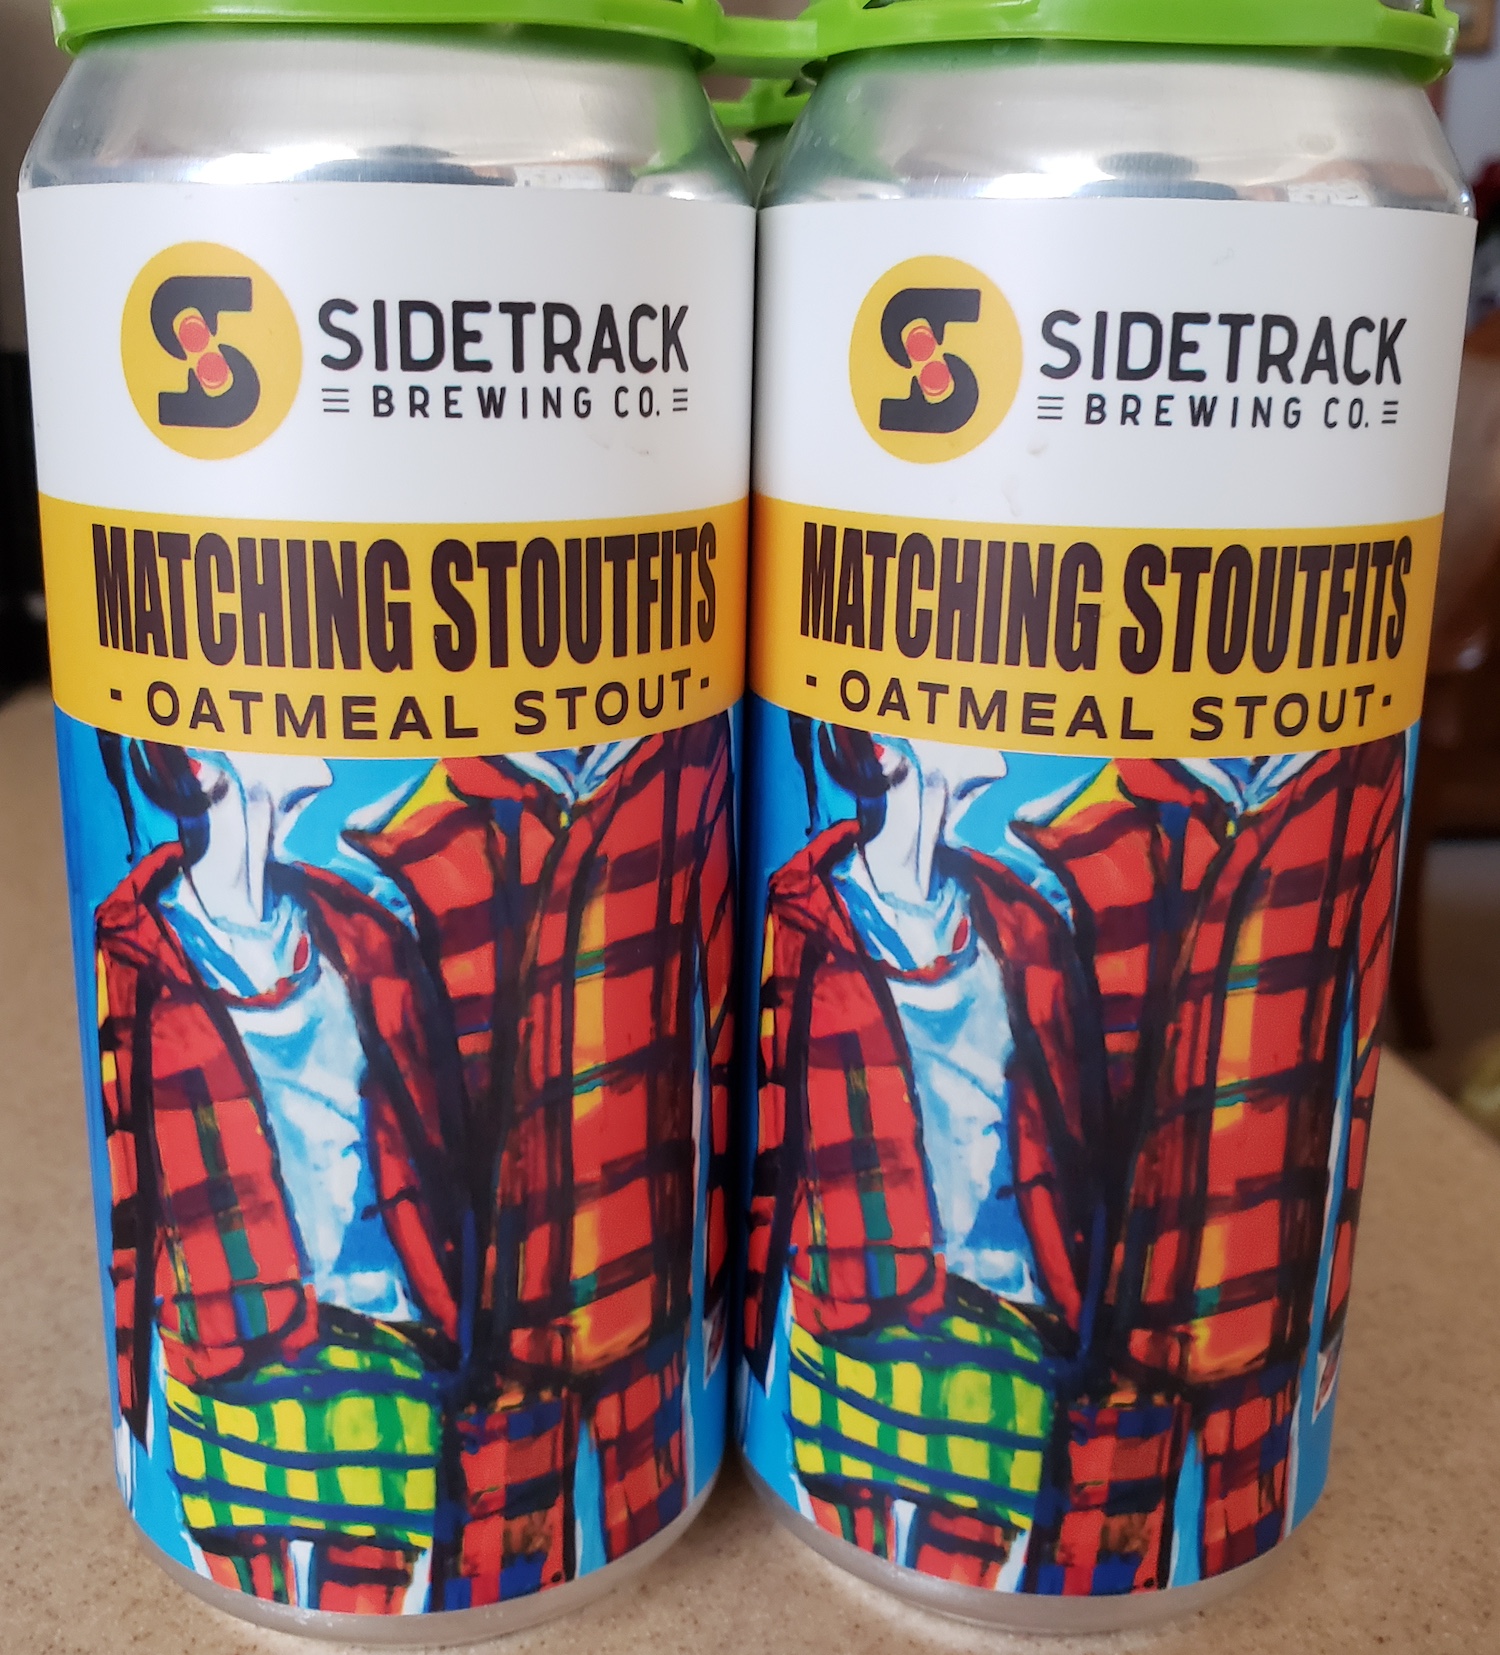 SIDETRACK
BREWING CO.
MATCHING STOUTFITS
- OATMEAL STOUT -
SIDETRACK
BREWING CO.
MATCHING STOUTFITS
- OATMEAL STOUT -